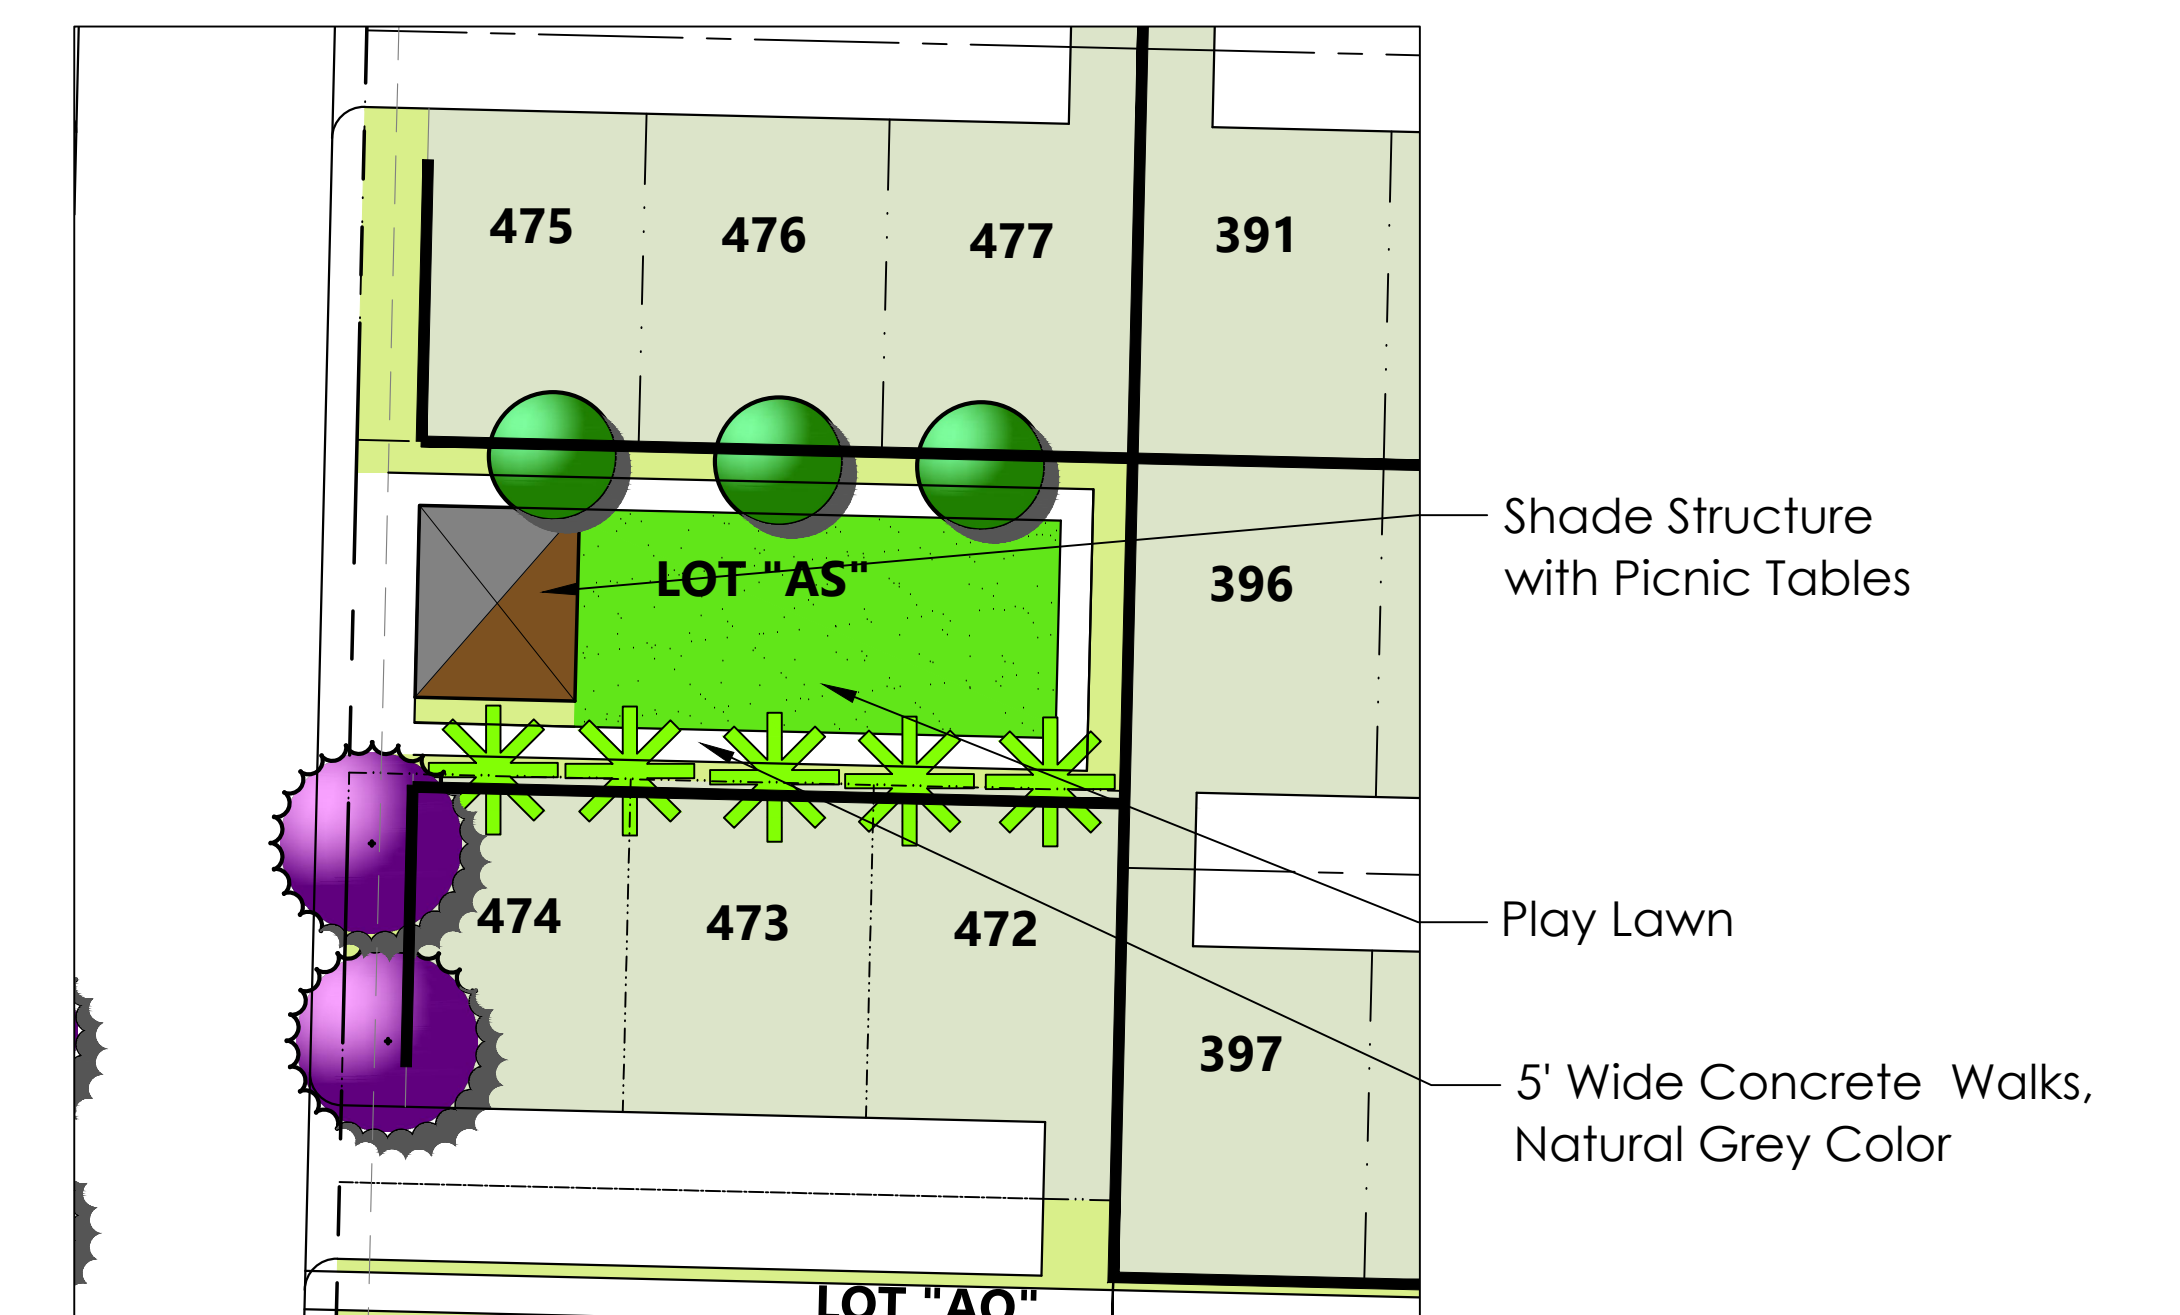 475
476
477
391
LOT "AS"
396
Shade Structure
with Picnic Tables
Play Lawn
474
473
472
397
5' Wide Concrete  Walks,
Natural Grey Color
LOT "AO"